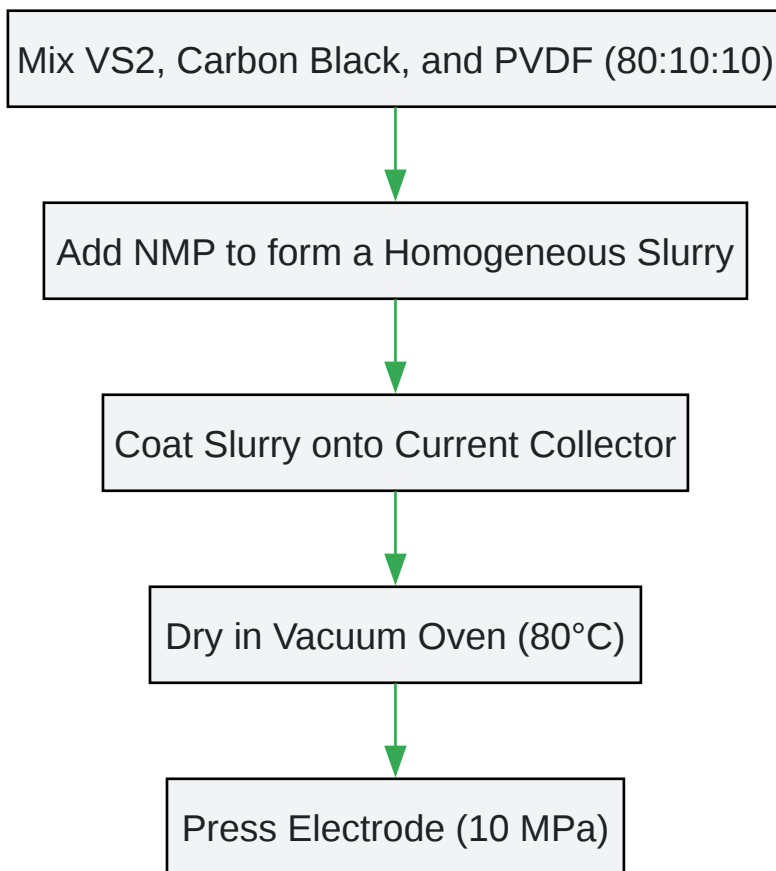 Mix VS2, Carbon Black, and PVDF (80:10:10)
Add NMP to form a Homogeneous Slurry
Coat Slurry onto Current Collector
Dry in Vacuum Oven (80°C)
Press Electrode (10 MPa)